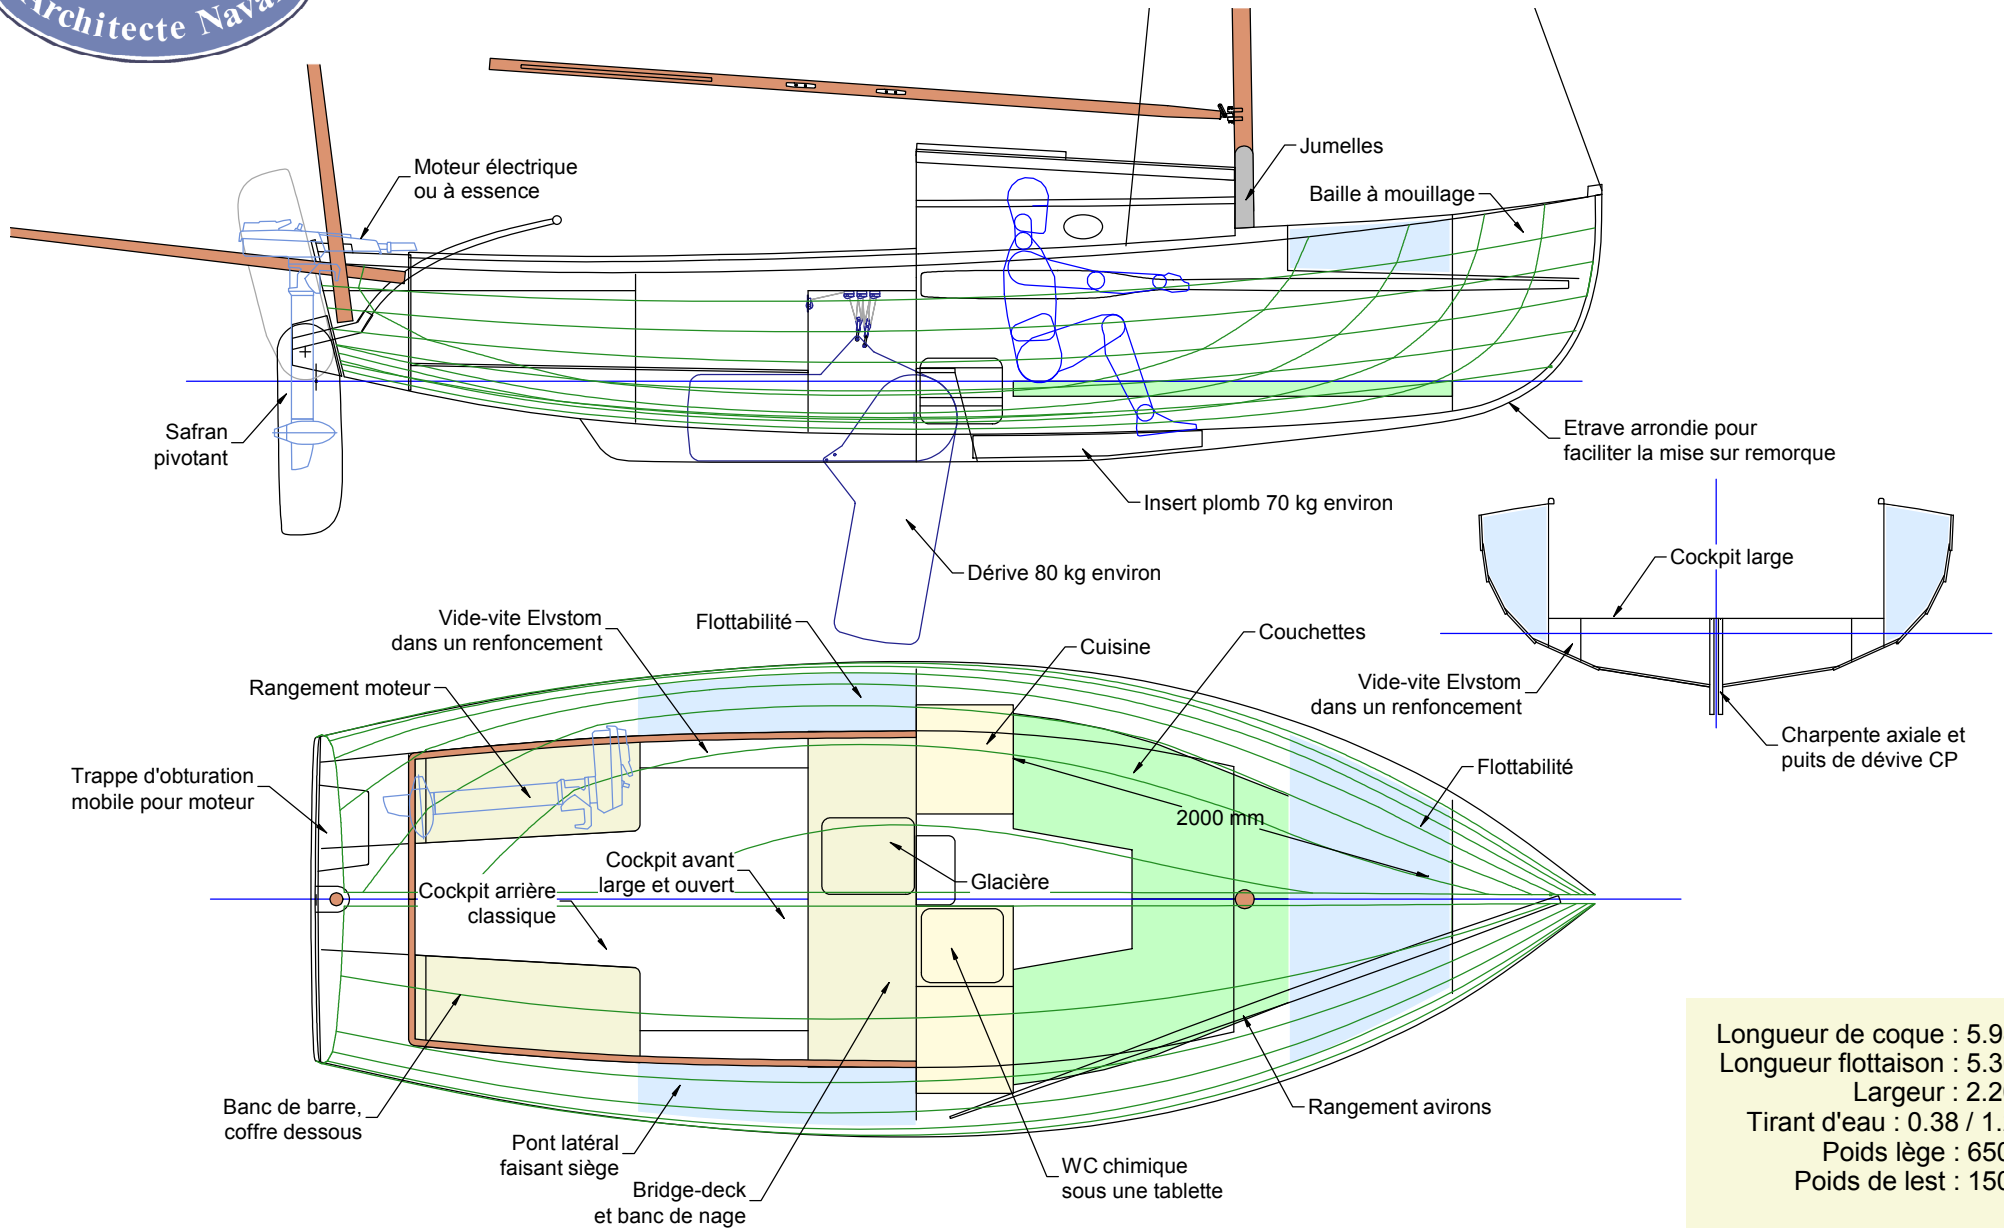 Architecte Naval
Moteur électrique
ou à essence
Jumelles
Baille à mouillage
Safran
pivotant
Etrave arrondie pour
faciliter la mise sur remorque
Insert plomb 70 kg environ
Dérive 80 kg environ
Cockpit large
Vide-vite Elvstom
dans un renfoncement
Charpente axiale et
puits de dévive CP
Vide-vite Elvstom
dans un renfoncement
Flottabilité
Cuisine
Couchettes
Rangement moteur
Trappe d'obturation
mobile pour moteur
2000 mm
Flottabilité
Cockpit avant
large et ouvert
Cockpit arrière
classique
Glacière
Banc de barre,
coffre dessous
Pont latéral
faisant siège
Bridge-deck
et banc de nage
WC chimique
sous une tablette
Rangement avirons
Longueur de coque : 5.9
Longueur flottaison : 5.3
Largeur : 2.2
Tirant d'eau : 0.38 / 1.
Poids lège : 650
Poids de lest : 150